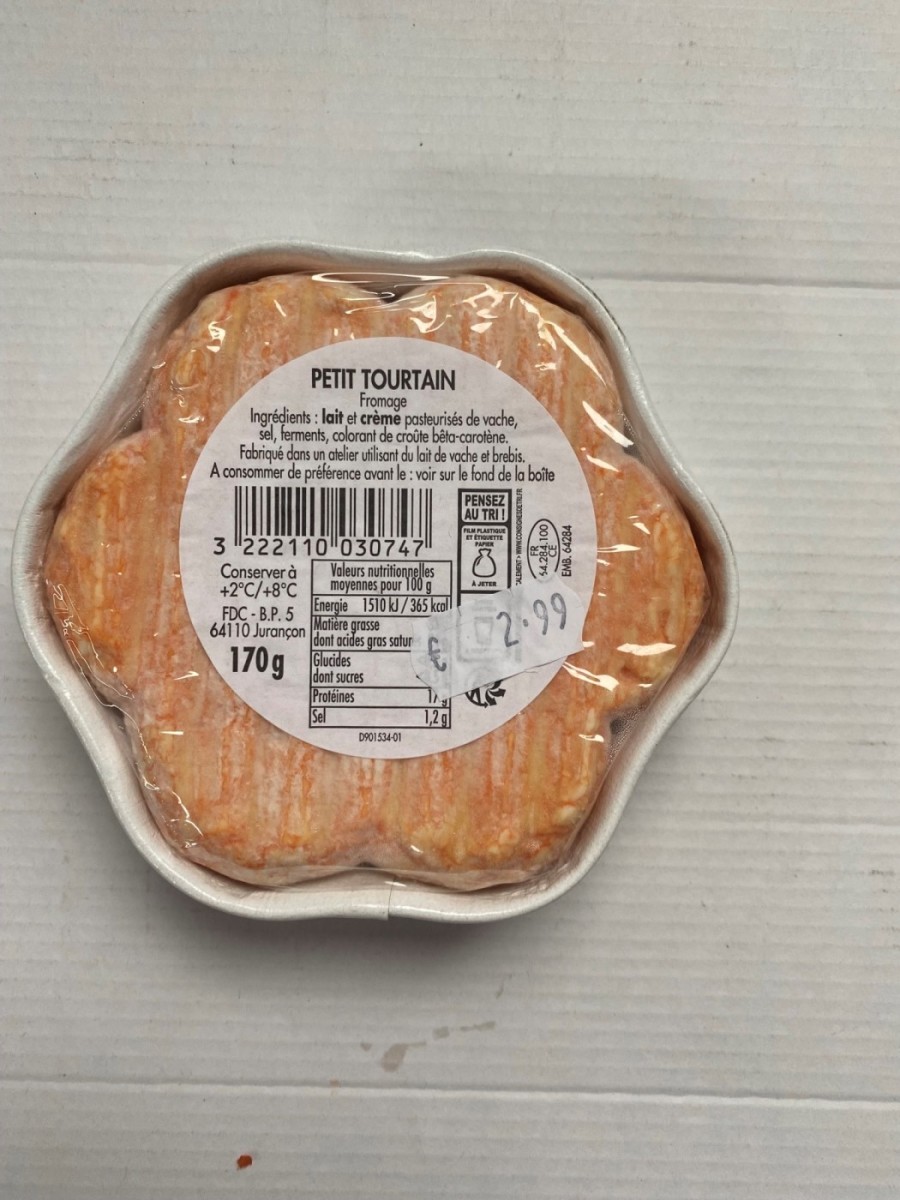 PETIT TOURTAIN
Fromage
Ingrédients : lait et crème pasteurisés de vache,
sel, ferments, colorant de croûte bêta-carotène.
Fabriqué dans un atelier utilisant du lait de vache et brebis.
A consommer de préférence avant le : voir sur le fond de la boîte
3 222110 030747
Conserver à
+2°C/+8°C
FDC - B.P. 5
64110 Jurançon
170g
Valeurs nutritionnelles
moyennes pour 100 g
Energie 1510 kJ / 365 kcal
Matière grasse
dont acides gras satur
Glucides
dont sucres
Protéines
Sel 1,2 g
D901534-01
PENSEZ
AU TRI !
FILM PLASTIQUE
ET ÉTIQUETTE
PAPIER
À JETER
WWW.CONSIGNESDETRI.FR
FR
64.284.100
CE
EMB. 64284
€ 2.99